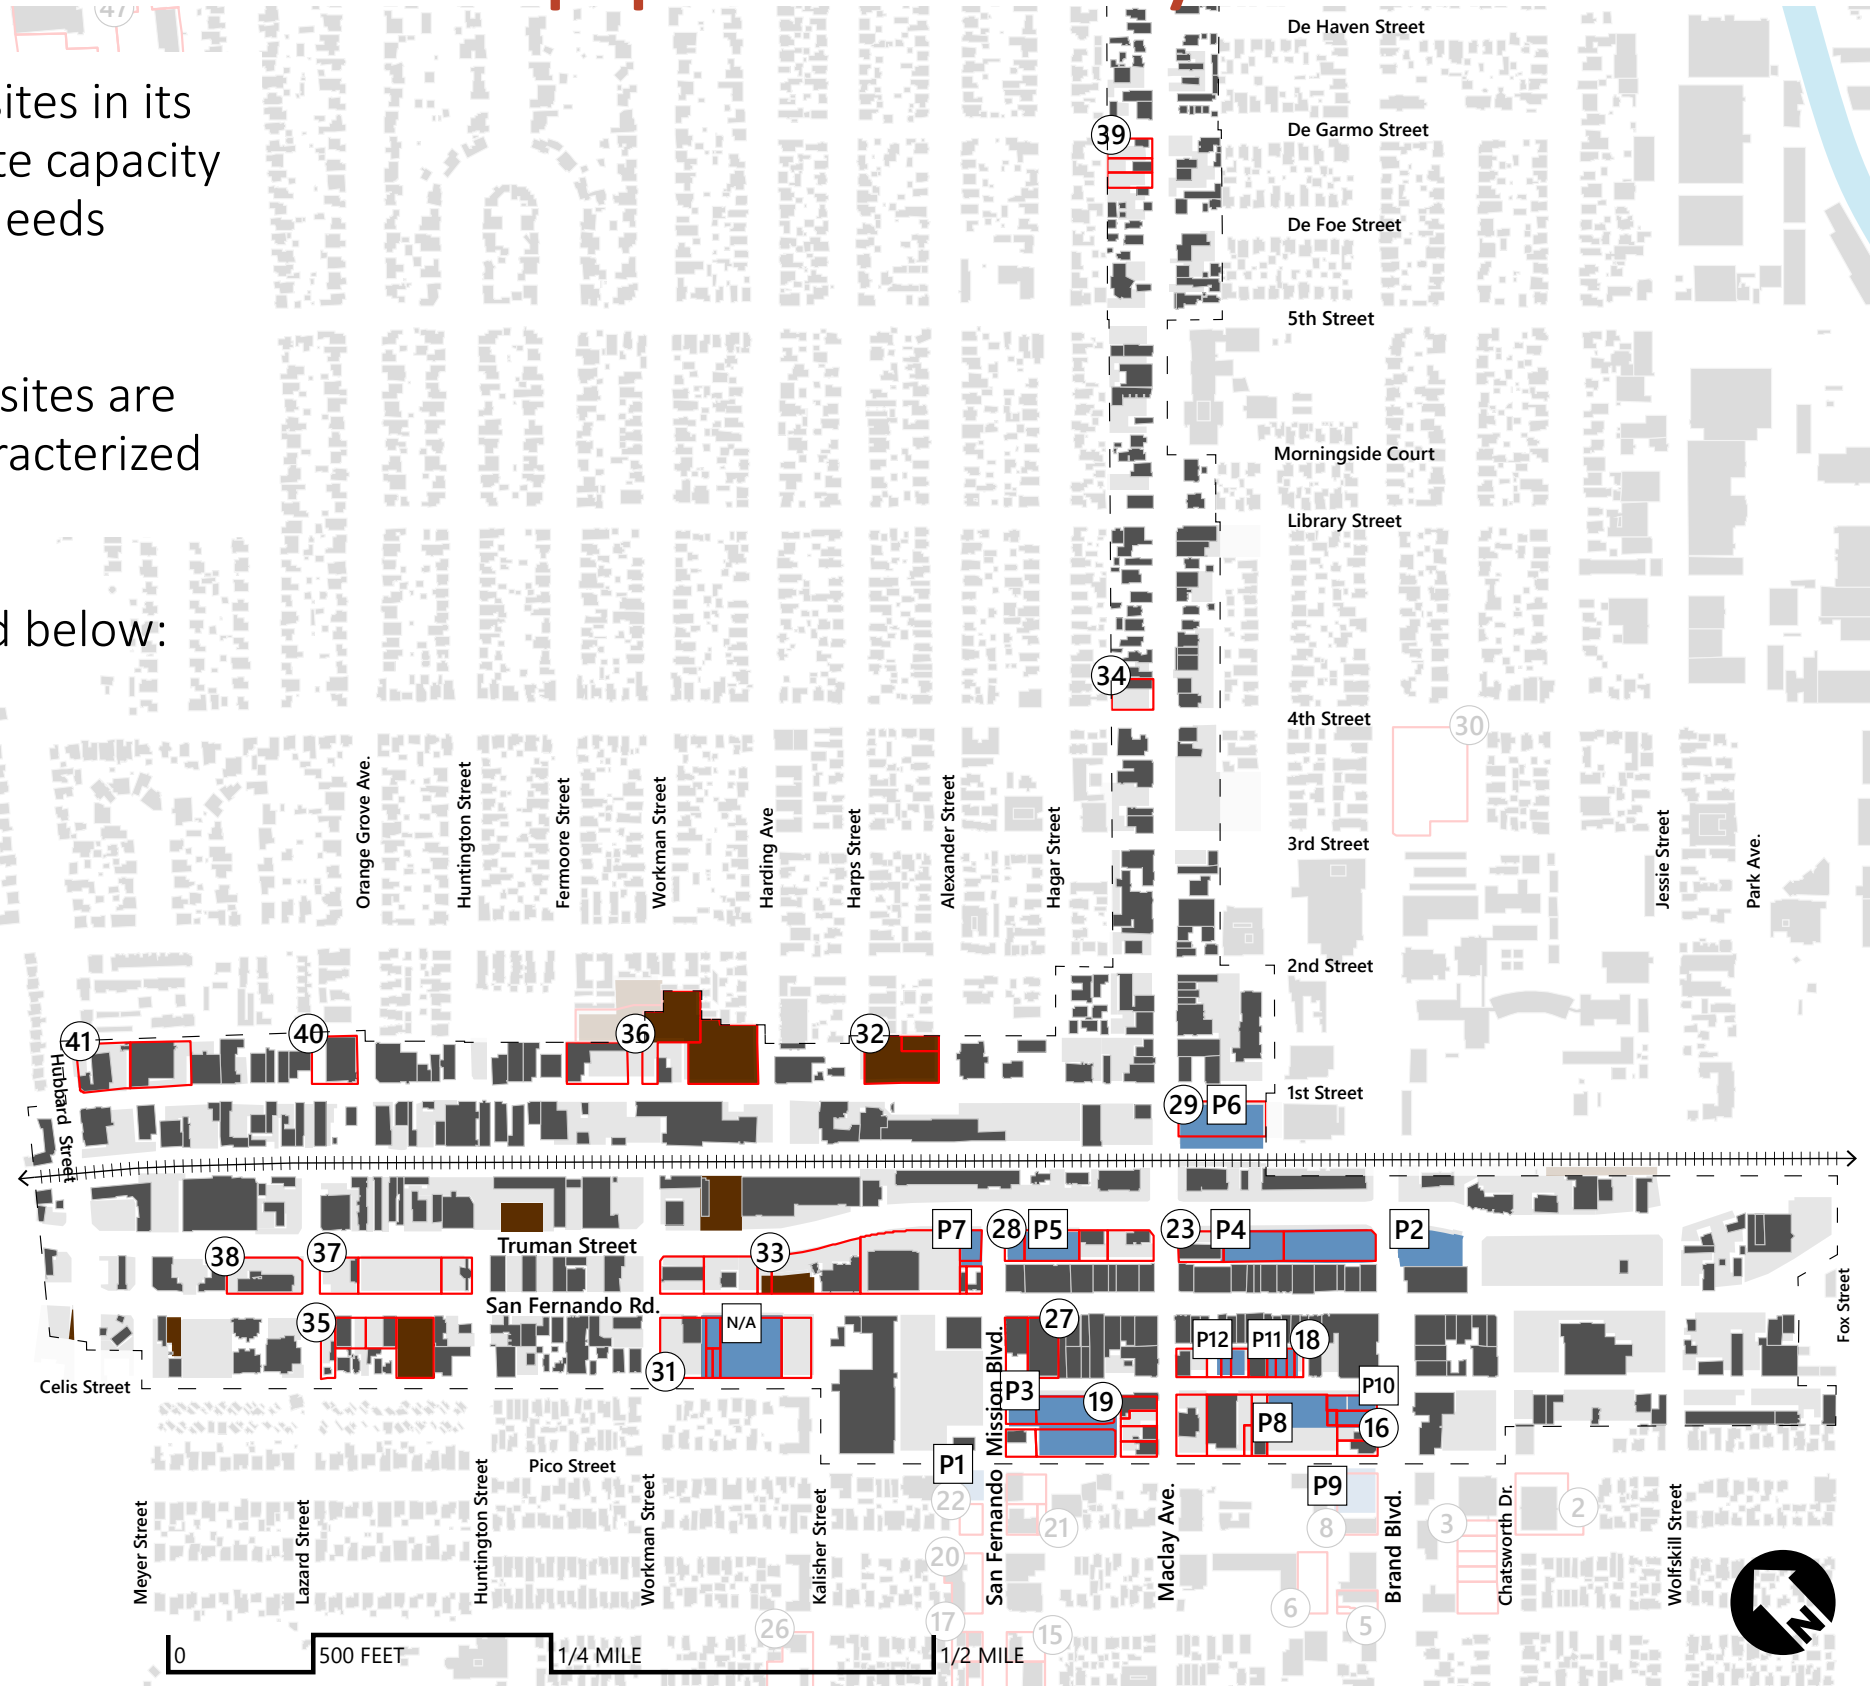 47
De Haven Street
sites in its
De Garmo Street
39
te capacity
eeds
De Foe Street
5th Street
sites are
racterized
Morningside Court
Library Street
d below:
34
4th Street
30
Orange Grove Ave.
Huntington Street
Fermoore Street
Workman Street
Harding Ave
Harps Street
Alexander Street
Hagar Street
3rd Street
Jessie Street
Park Ave.
2nd Street
41
40
36
32
Hubbard Street
1st Street
29
P6
P7
28
P5
23
P4
P2
Truman Street
38
37
33
San Fernando Rd.
Fox Street
35
N/A
27
P12
P11
18
31
Celis Street
P3
19
P10
P8
16
San Fernando Mission Blvd.
Pico Street
P1
P9
22
21
8
3
2
Meyer Street
Lazard Street
Huntington Street
Workman Street
Kalisher Street
Maclay Ave.
Brand Blvd.
Chatsworth Dr.
Wolfskill Street
20
6
5
17
15
26
0
500 FEET
1/4 MILE
1/2 MILE
N